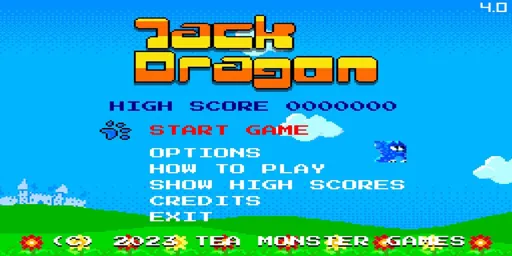 4.0
Jack
Dragon
HIGH SCORE 0000000
START GAME
OPTIONS
HOW TO PLAY
SHOW HIGH SCORES
CREDITS
EXIT
(C) 2023 TEA MONSTER GAMES